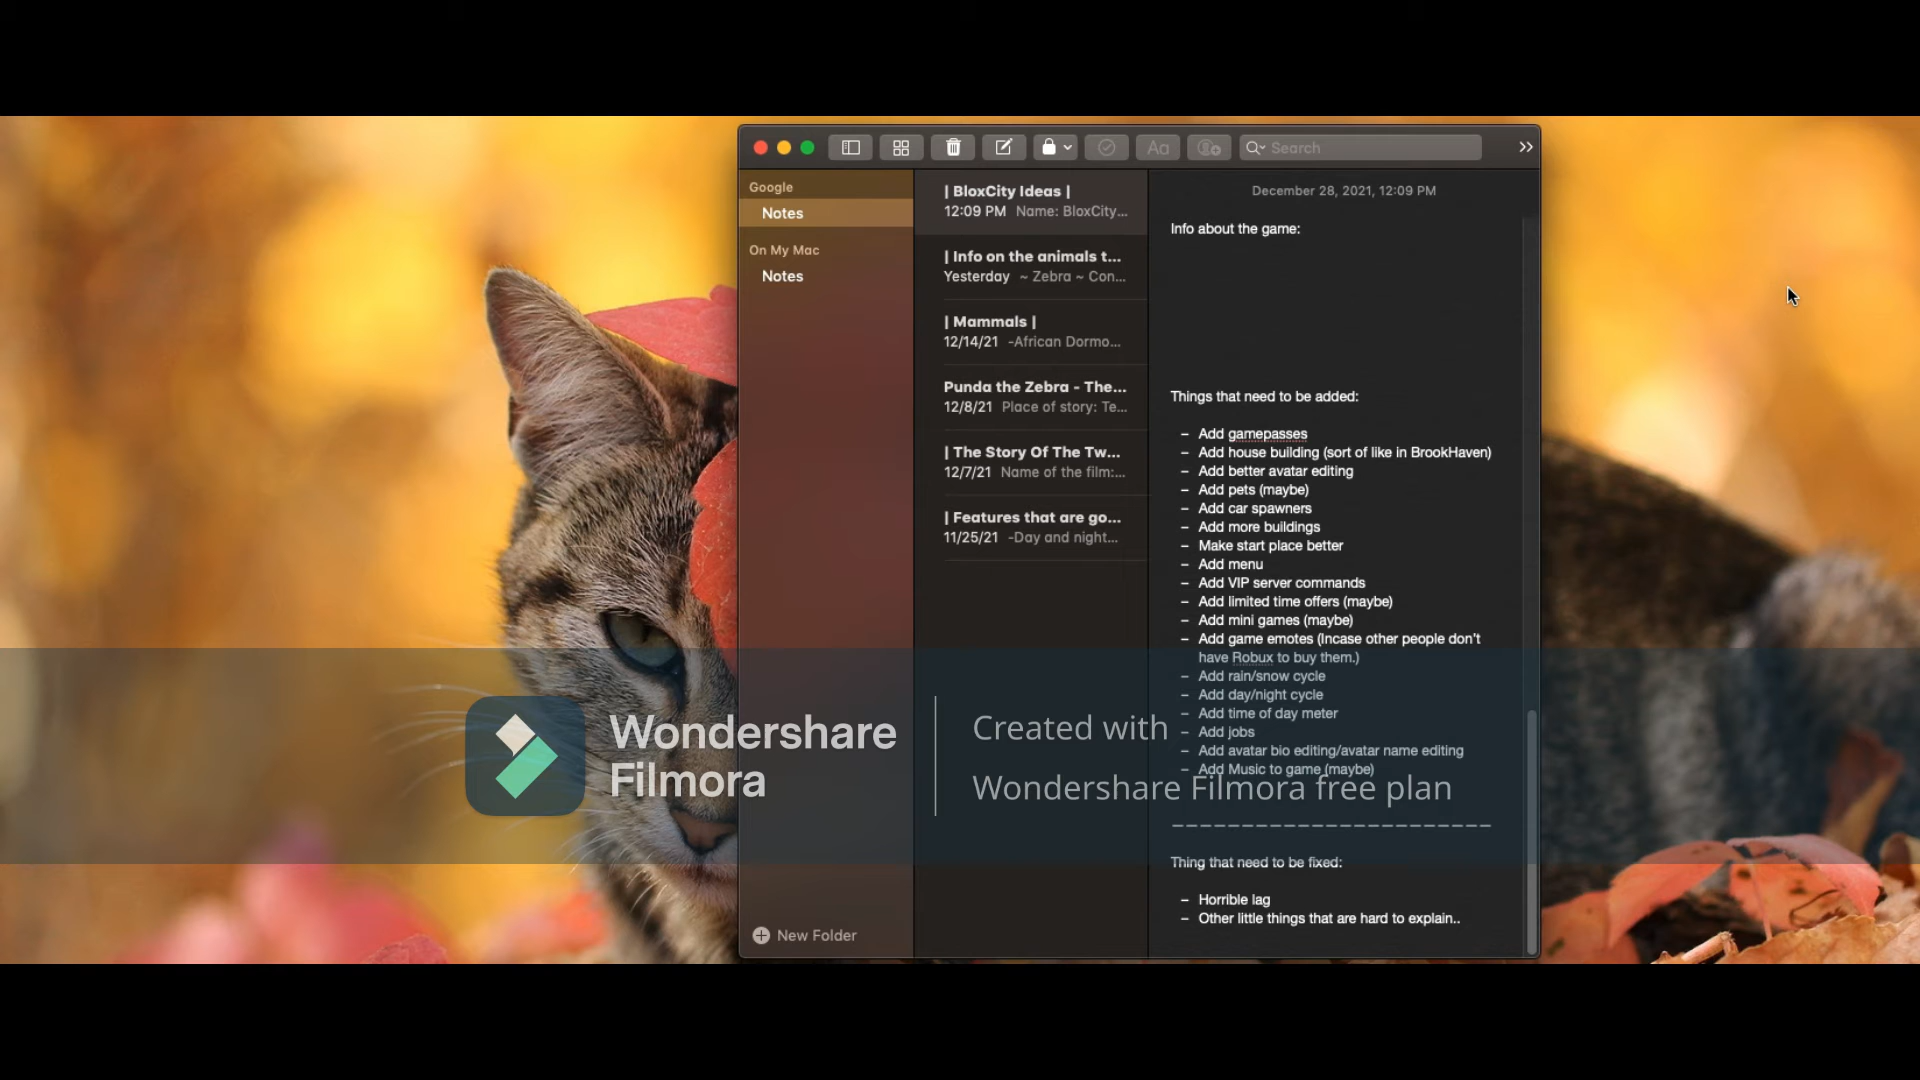 Search
Aa
Google
Notes
On My Mac
Notes
New Folder
| BloxCity Ideas |
12:09 PM Name: BloxCity...
| Info on the animals t...
Yesterday ~ Zebra ~ Con...
| Mammals |
12/14/21 -African Dormo...
Punda the Zebra - The...
12/8/21 Place of story: Te...
| The Story Of The Tw...
12/7/21 Name of the film:...
| Features that are go...
11/25/21 -Day and night...
December 28, 2021, 12:09 PM
Info about the game:
Things that need to be added:
– Add gamepasses
– Add house building (sort of like in BrookHaven)
– Add better avatar editing
– Add pets (maybe)
– Add car spawners
– Add more buildings
– Make start place better
– Add menu
– Add VIP server commands
– Add limited time offers (maybe)
– Add mini games (maybe)
– Add game emotes (Incase other people don't
have Robux to buy them.)
– Add rain/snow cycle
– Add day/night cycle
– Add time of day meter
– Add jobs
– Add avatar bio editing/avatar name editing
– Add Music to game (maybe)
———————————————————————
Thing that need to be fixed:
– Horrible lag
– Other little things that are hard to explain..
Wondershare
Filmora
Created with
Wondershare Filmora free plan